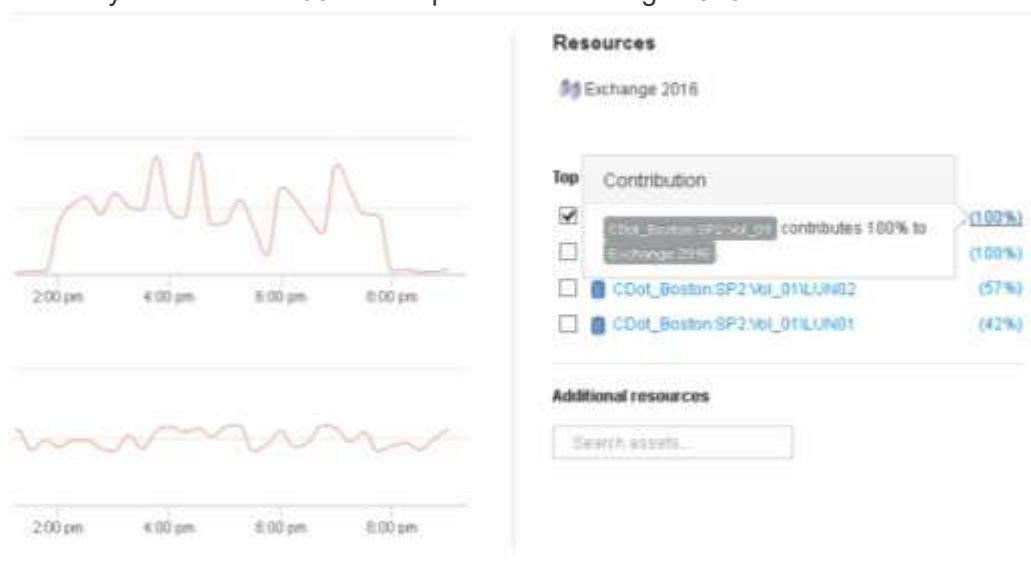 Resources
Exchange 2016
Top
Contribution
CDot_Boston:SP2:Vol_01 contributes 100% to
Exchange 2016
(100%)
(100%)
CDot_Boston:SP2:Vol_01\LUN02 (57%)
CDot_Boston:SP2:Vol_01\LUN01 (42%)
Additional resources
Search assets...
2:00 pm 4:00 pm 6:00 pm 8:00 pm
2:00 pm 4:00 pm 6:00 pm 8:00 pm